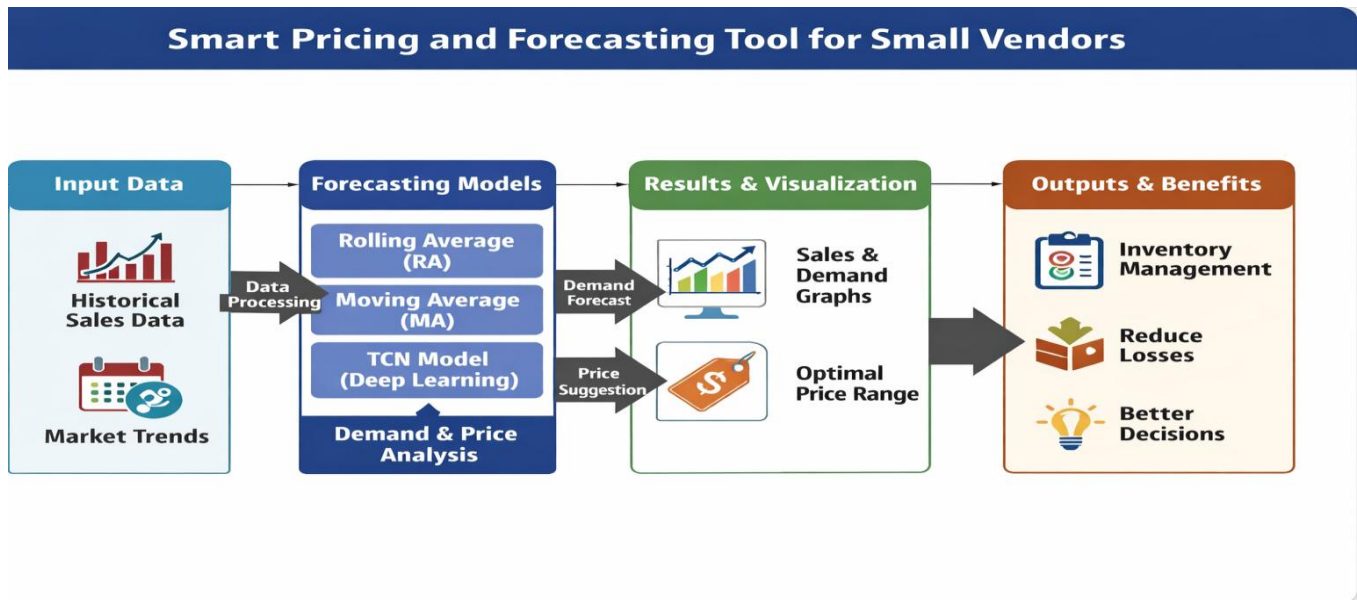 Smart Pricing and Forecasting Tool for Small Vendors
Input Data
Historical
Sales Data
Market Trends
Data
Processing
Forecasting Models
Rolling Average
(RA)
Moving Average
(MA)
TCN Model
(Deep Learning)
Demand & Price
Analysis
Demand
Forecast
Price
Suggestion
Results & Visualization
Sales &
Demand
Graphs
$
Optimal
Price Range
Outputs & Benefits
Inventory
Management
Reduce
Losses
Better
Decisions